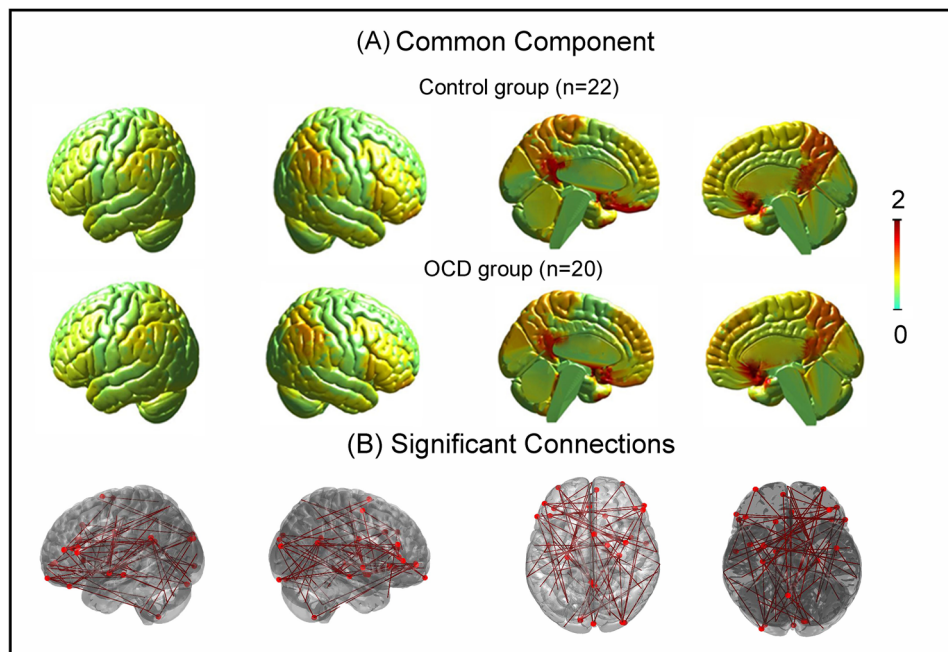 (A) Common Component
Control group (n=22)
2
0
OCD group (n=20)
(B) Significant Connections